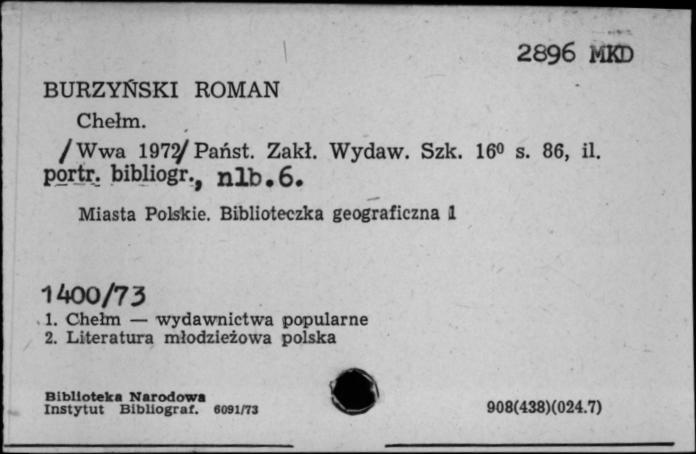 2896 MKD
BURZYŃSKI ROMAN
Chełm.
/Wwa 1972/ Państ. Zakł. Wydaw. Szk. 16⁰ s. 86, il.
portr. bibliogr., nlb.6.
Miasta Polskie. Biblioteczka geograficzna 1
1400/73
1. Chełm — wydawnictwa popularne
2. Literatura młodzieżowa polska
Biblioteka Narodowa
Instytut Bibliograf. 6091/73
908(438)(024.7)